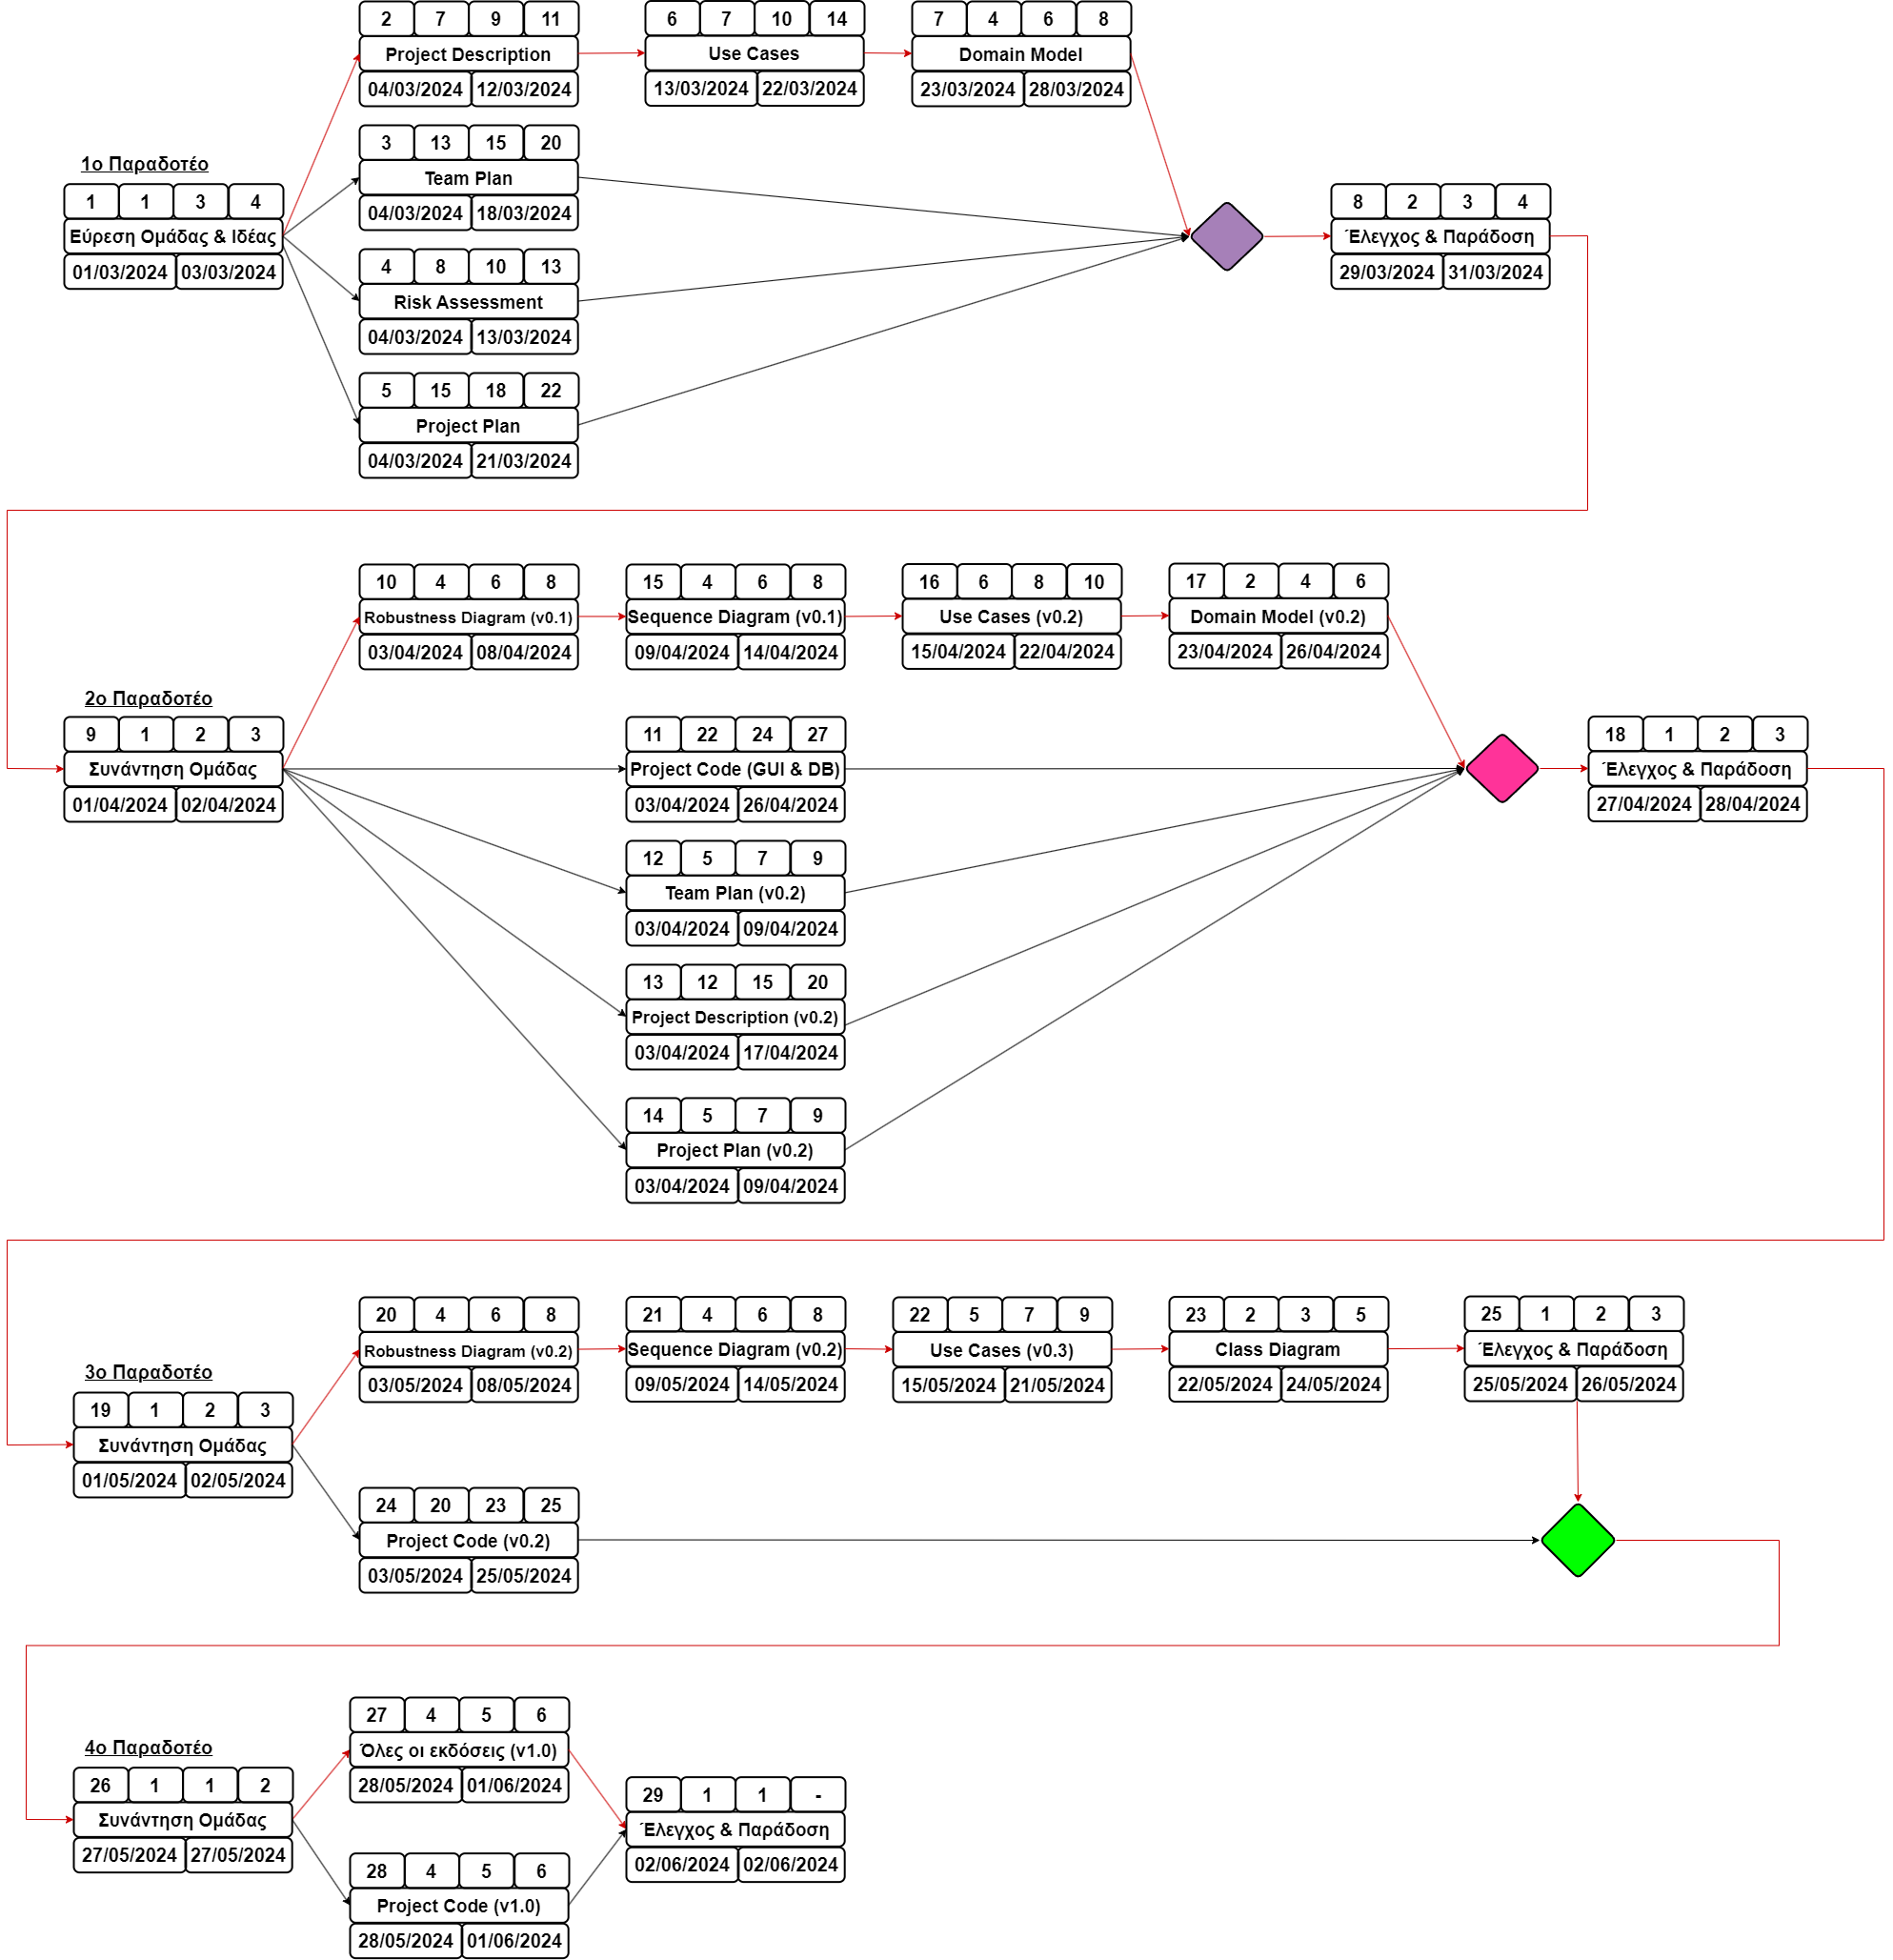 2 7 9 11
Project Description
04/03/2024 12/03/2024
6 7 10 14
Use Cases
13/03/2024 22/03/2024
7 4 6 8
Domain Model
23/03/2024 28/03/2024
3 13 15 20
Team Plan
04/03/2024 18/03/2024
1ο Παραδοτέο
1 1 3 4
Εύρεση Ομάδας & Ιδέας
01/03/2024 03/03/2024
4 8 10 13
Risk Assessment
04/03/2024 13/03/2024
8 2 3 4
Έλεγχος & Παράδοση
29/03/2024 31/03/2024
5 15 18 22
Project Plan
04/03/2024 21/03/2024
10 4 6 8
Robustness Diagram (v0.1)
03/04/2024 08/04/2024
15 4 6 8
Sequence Diagram (v0.1)
09/04/2024 14/04/2024
16 6 8 10
Use Cases (v0.2)
15/04/2024 22/04/2024
17 2 4 6
Domain Model (v0.2)
23/04/2024 26/04/2024
2ο Παραδοτέο
9 1 2 3
Συνάντηση Ομάδας
01/04/2024 02/04/2024
11 22 24 27
Project Code (GUI & DB)
03/04/2024 26/04/2024
18 1 2 3
Έλεγχος & Παράδοση
27/04/2024 28/04/2024
12 5 7 9
Team Plan (v0.2)
03/04/2024 09/04/2024
13 12 15 20
Project Description (v0.2)
03/04/2024 17/04/2024
14 5 7 9
Project Plan (v0.2)
03/04/2024 09/04/2024
20 4 6 8
Robustness Diagram (v0.2)
03/05/2024 08/05/2024
21 4 6 8
Sequence Diagram (v0.2)
09/05/2024 14/05/2024
22 5 7 9
Use Cases (v0.3)
15/05/2024 21/05/2024
23 2 3 5
Class Diagram
22/05/2024 24/05/2024
25 1 2 3
Έλεγχος & Παράδοση
25/05/2024 26/05/2024
3ο Παραδοτέο
19 1 2 3
Συνάντηση Ομάδας
01/05/2024 02/05/2024
24 20 23 25
Project Code (v0.2)
03/05/2024 25/05/2024
27 4 5 6
Όλες οι εκδόσεις (v1.0)
28/05/2024 01/06/2024
4ο Παραδοτέο
26 1 1 2
Συνάντηση Ομάδας
27/05/2024 27/05/2024
29 1 1 -
Έλεγχος & Παράδοση
02/06/2024 02/06/2024
28 4 5 6
Project Code (v1.0)
28/05/2024 01/06/2024